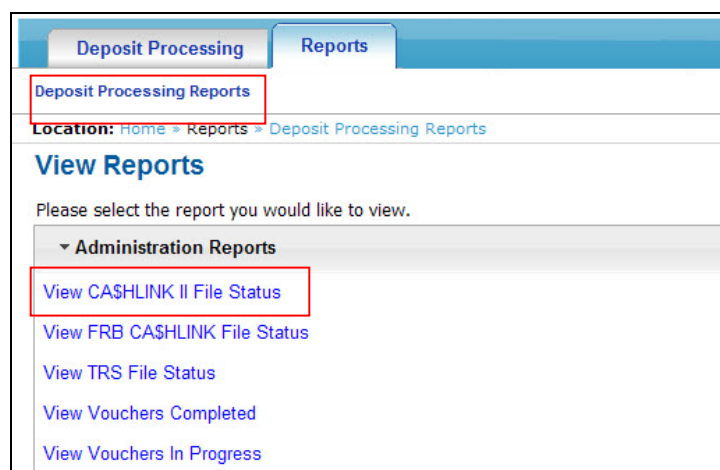 Deposit Processing Reports
Deposit Processing Reports
Location: Home » Reports » Deposit Processing Reports
View Reports
Please select the report you would like to view.
Administration Reports
View CA$HLINK II File Status
View FRB CA$HLINK File Status
View TRS File Status
View Vouchers Completed
View Vouchers In Progress